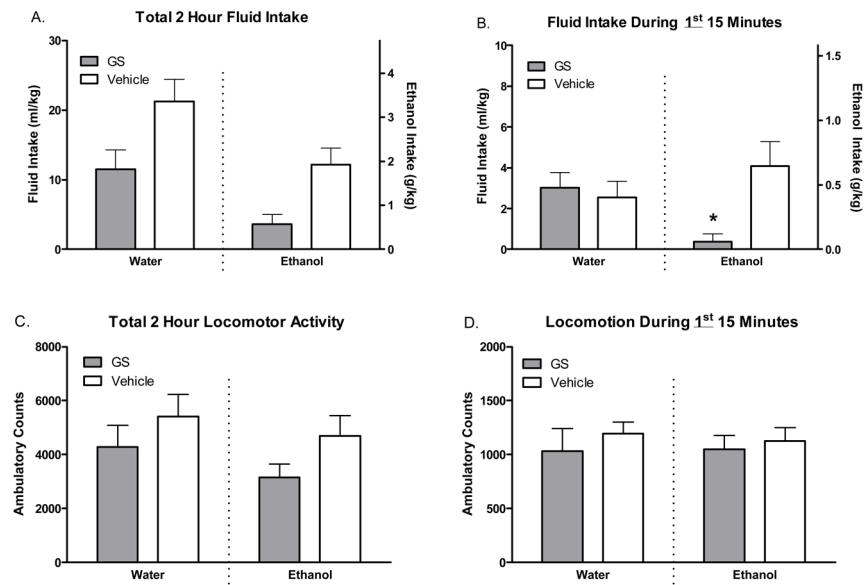 A.
Total 2 Hour Fluid Intake
GS
Vehicle
Fluid Intake (ml/kg)
30
20
10
0
Ethanol Intake (g/kg)
4
3
2
1
0
Water
Ethanol
B.
Fluid Intake During 1st 15 Minutes
GS
Vehicle
Fluid Intake (ml/kg)
10
8
6
4
2
0
*
Ethanol Intake (g/kg)
1.5
1.0
0.5
0.0
Water
Ethanol
C.
Total 2 Hour Locomotor Activity
GS
Vehicle
Ambulatory Counts
8000
6000
4000
2000
0
Water
Ethanol
D.
Locomotion During 1st 15 Minutes
GS
Vehicle
Ambulatory Counts
2000
1500
1000
500
0
Water
Ethanol